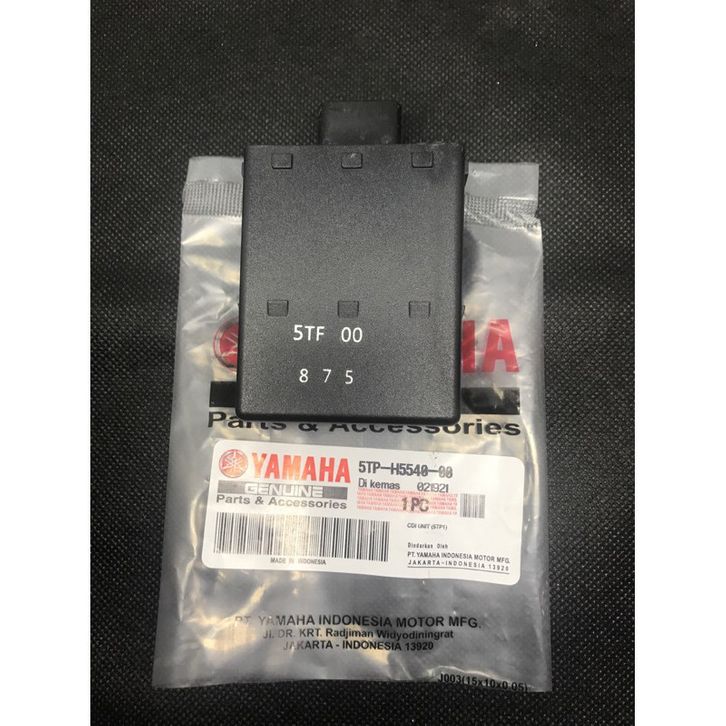 5TF 00
8 7 5
Parts & Accessories
YAMAHA
GENUINE
Parts & Accessories
MADE IN INDONESIA
5TP-H5540-00
Di kemas 021921
1 PC
CDI UNIT (5TP1)
Diedarkan Oleh
PT. YAMAHA INDONESIA MOTOR MFG.
JAKARTA-INDONESIA 13920
PT. YAMAHA INDONESIA MOTOR MFG.
Jl. DR. KRT. Radjiman Widyodiningrat
JAKARTA - INDONESIA 13920
J003(15x10x0.05)